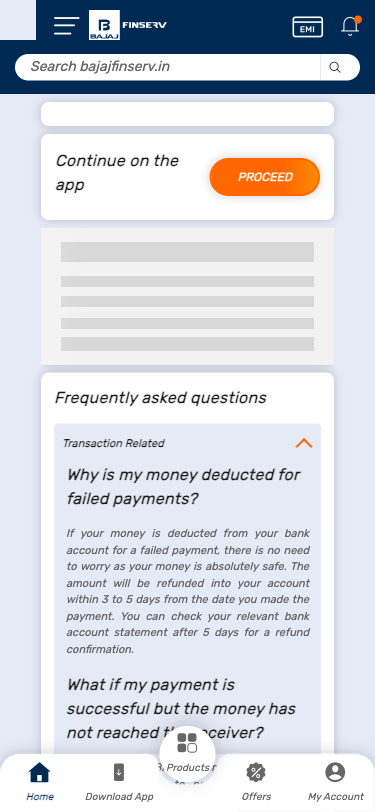 BAJAJ
FINSERV
EMI
Search bajajfinserv.in
Continue on the
app
PROCEED
Frequently asked questions
Transaction Related
Why is my money deducted for
failed payments?
If your money is deducted from your bank
account for a failed payment, there is no need
to worry as your money is absolutely safe. The
amount will be refunded into your account
within 3 to 5 days from the date you made the
payment. You can check your relevant bank
account statement after 5 days for a refund
confirmation.
What if my payment is
successful but the money has
not reached receiver?
Products
Home
Download App
Offers
My Account